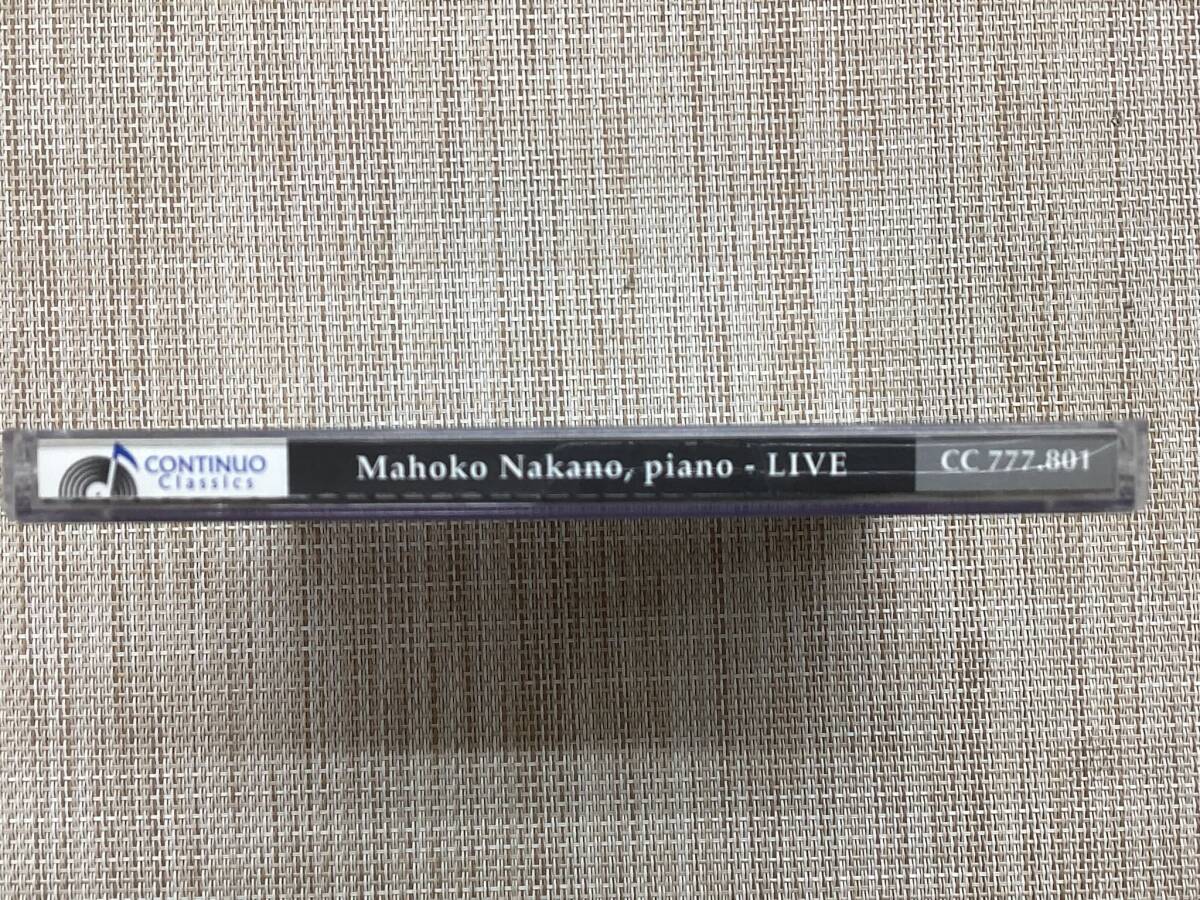 CONTINUO
Classics
Mahoko Nakano, piano - LIVE
CC 777.801